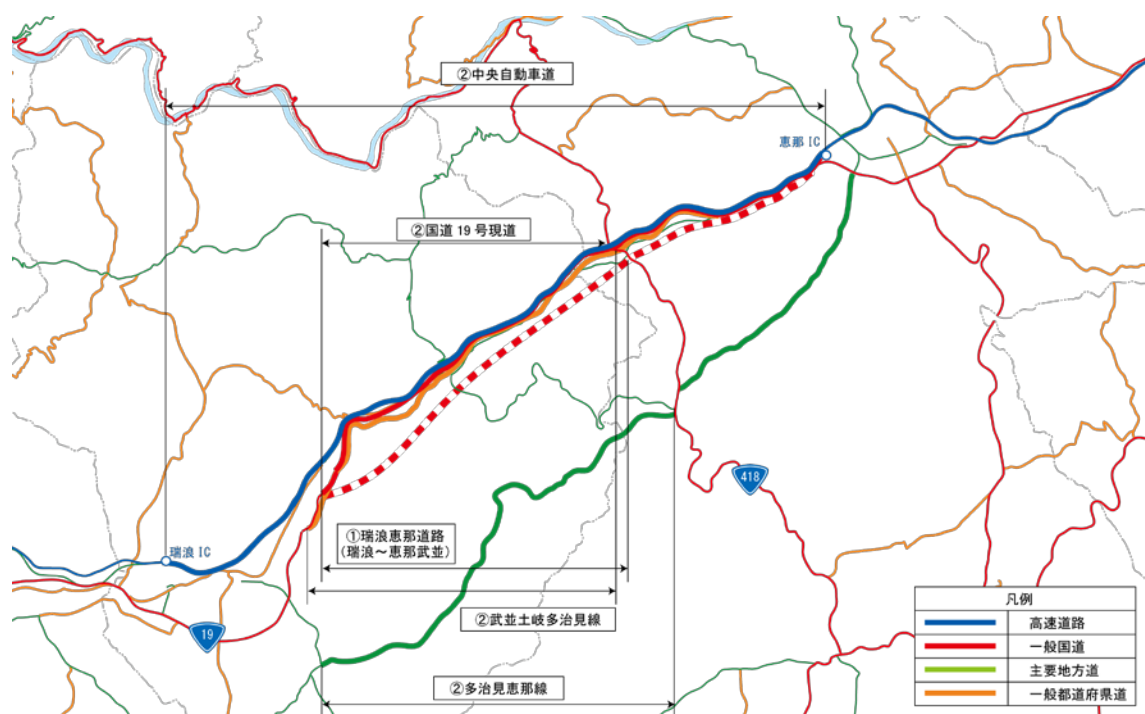 ②中央自動車道
恵那 IC
②国道 19 号現道
418
①瑞浪恵那道路
(瑞浪~恵那武並)
瑞浪 IC
②武並土岐多治見線
19
②多治見恵那線
凡例
高速道路
一般国道
主要地方道
一般都道府県道